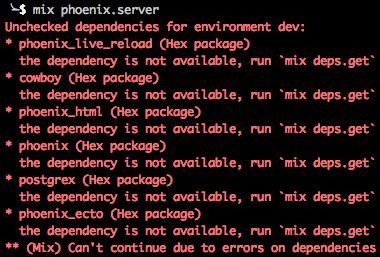 $ mix phoenix.server
Unchecked dependencies for environment dev:
* phoenix_live_reload (Hex package)
  the dependency is not available, run `mix deps.get`
* cowboy (Hex package)
  the dependency is not available, run `mix deps.get`
* phoenix_html (Hex package)
  the dependency is not available, run `mix deps.get`
* phoenix (Hex package)
  the dependency is not available, run `mix deps.get`
* postgrex (Hex package)
  the dependency is not available, run `mix deps.get`
* phoenix_ecto (Hex package)
  the dependency is not available, run `mix deps.get`
** (Mix) Can't continue due to errors on dependencies